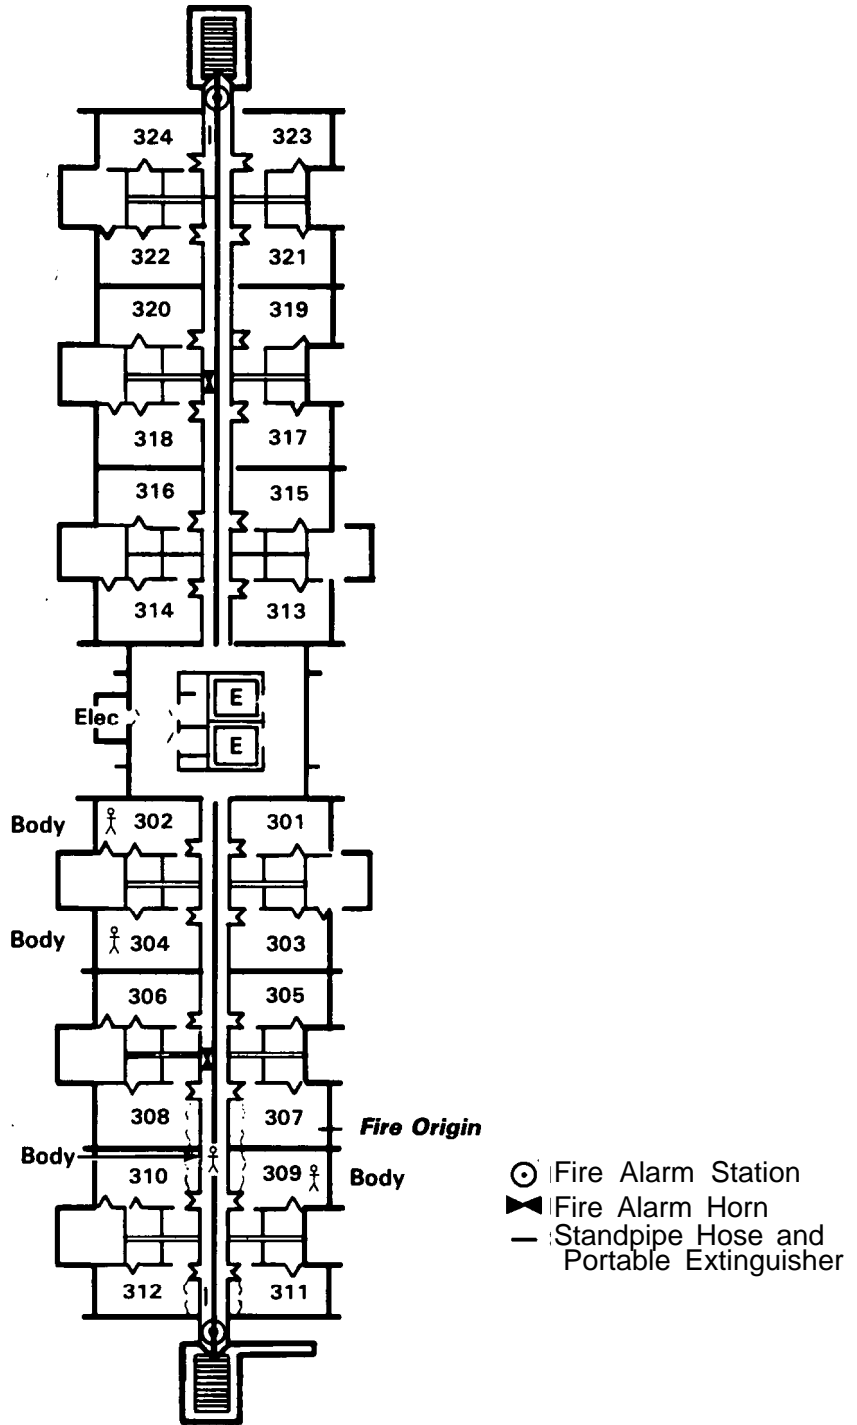 324 323
322 321
320 319
318 317
316 315
314 313
E
Elec
E
Body 302 301
Body 304 303
306 305
308 307 Fire Origin
Body
310 309 Body
312 311
Fire Alarm Station
Fire Alarm Horn
Standpipe Hose and
Portable Extinguisher